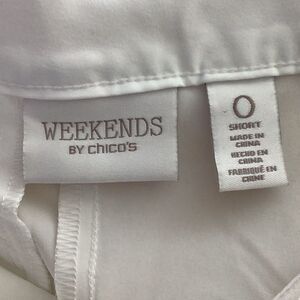 WEEKENDS
BY chico's
0
SHORT
MADE IN
CHINA
HECHO EN
CHINA
FABRIQUÉ EN
CHINE